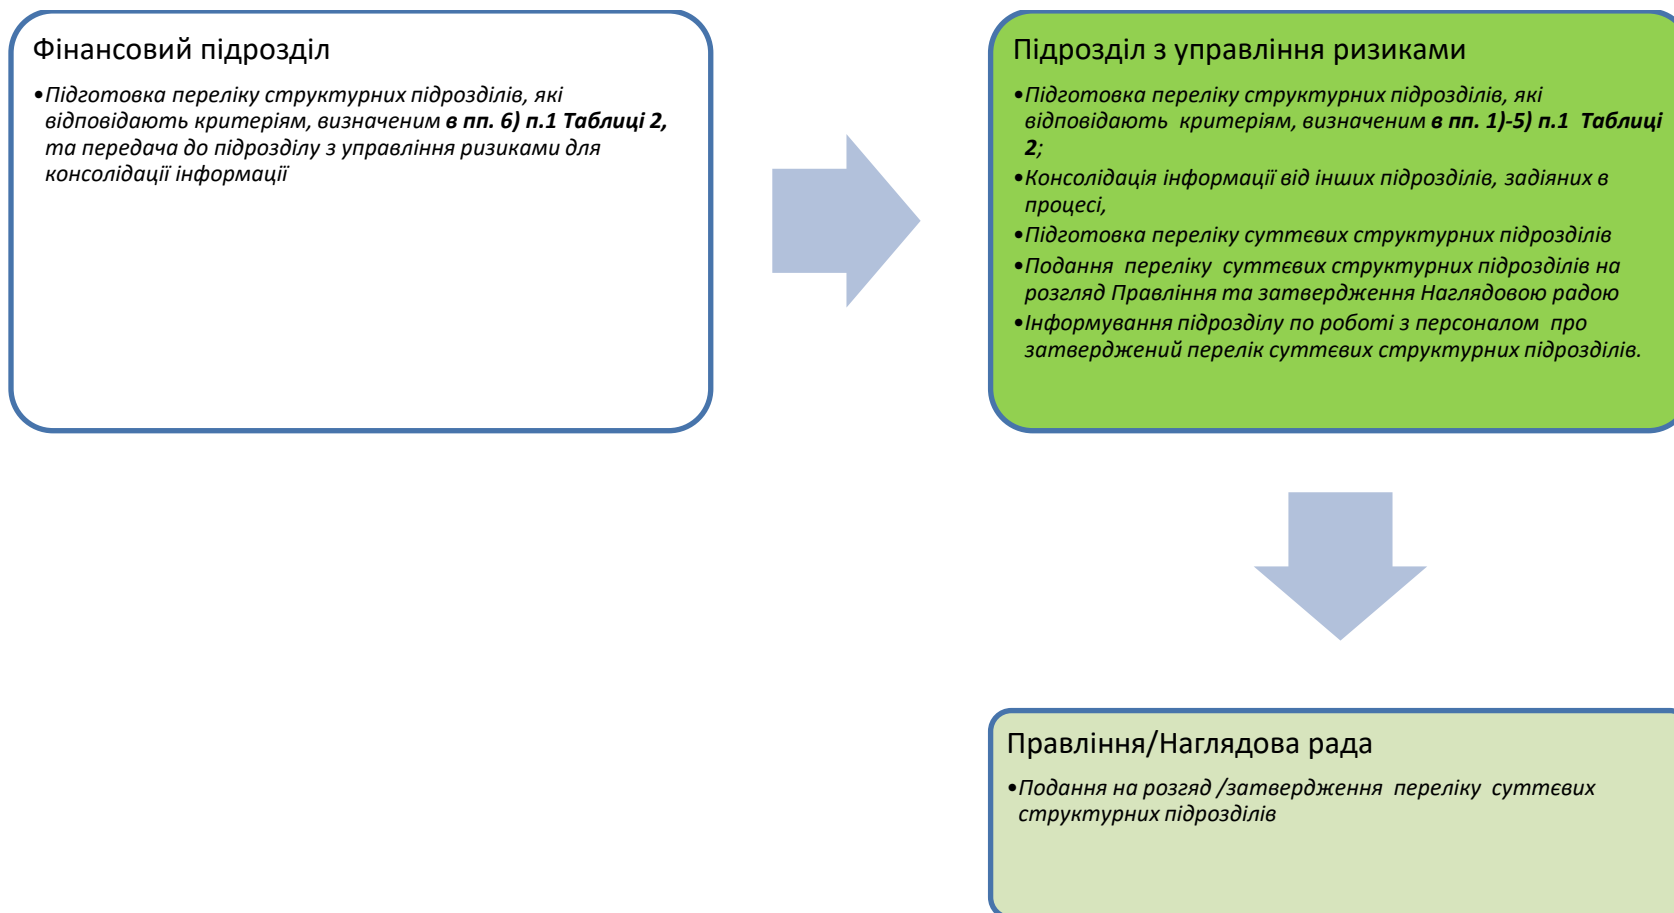 Фінансовий підрозділ
•Підготовка переліку структурних підрозділів, які
відповідають критеріям, визначеним в пп. 6) п.1 Таблиці 2,
та передача до підрозділу з управління ризиками для
консолідації інформації
Підрозділ з управління ризиками
•Підготовка переліку структурних підрозділів, які
відповідають критеріям, визначеним в пп. 1)-5) п.1 Таблиці
2;
•Консолідація інформації від інших підрозділів, задіяних в
процесі,
•Підготовка переліку суттєвих структурних підрозділів
•Подання переліку суттєвих структурних підрозділів на
розгляд Правління та затвердження Наглядовою радою
•Інформування підрозділу по роботі з персоналом про
затверджений перелік суттєвих структурних підрозділів.
Правління/Наглядова рада
•Подання на розгяд /затвердження переліку суттєвих
структурних підрозділів